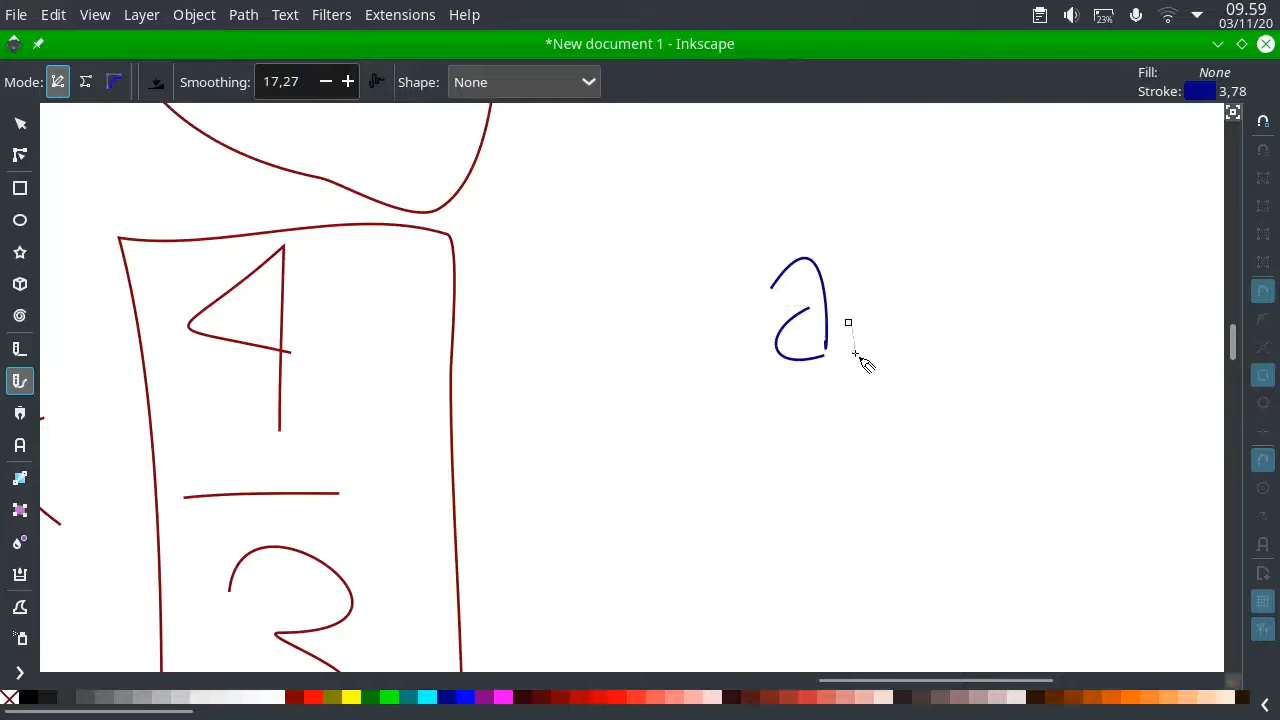 File Edit View Layer Object Path Text Filters Extensions Help
23%
09.59
03/11/20
*New document 1 - Inkscape
Mode:
Smoothing: 17,27 − +
Shape: None
Fill: None
Stroke: 3,78
4
a